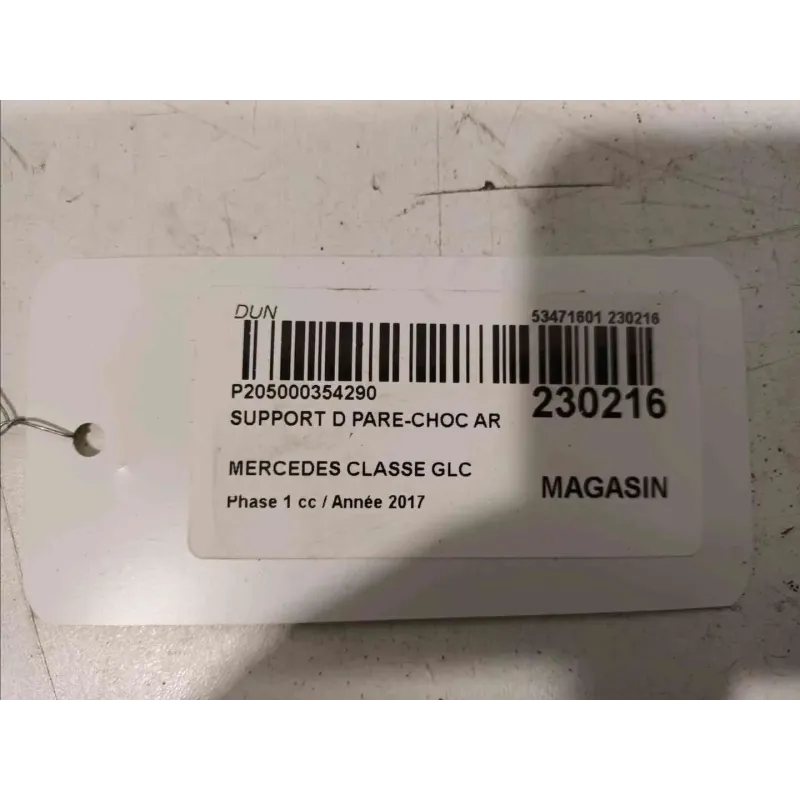 DUN
53471601 230216
P205000354290
230216
SUPPORT D PARE-CHOC AR
MERCEDES CLASSE GLC
MAGASIN
Phase 1 cc / Année 2017